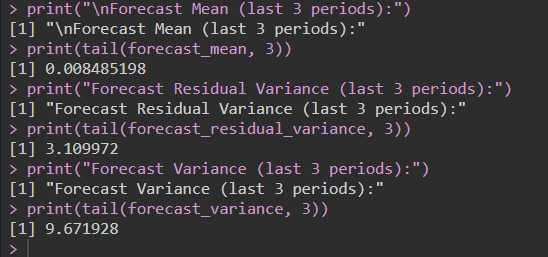 > print("\nForecast Mean (last 3 periods):")
[1] "\nForecast Mean (last 3 periods):"
> print(tail(forecast_mean, 3))
[1] 0.008485198
> print("Forecast Residual Variance (last 3 periods):")
[1] "Forecast Residual Variance (last 3 periods):"
> print(tail(forecast_residual_variance, 3))
[1] 3.109972
> print("Forecast Variance (last 3 periods):")
[1] "Forecast Variance (last 3 periods):"
> print(tail(forecast_variance, 3))
[1] 9.671928
>